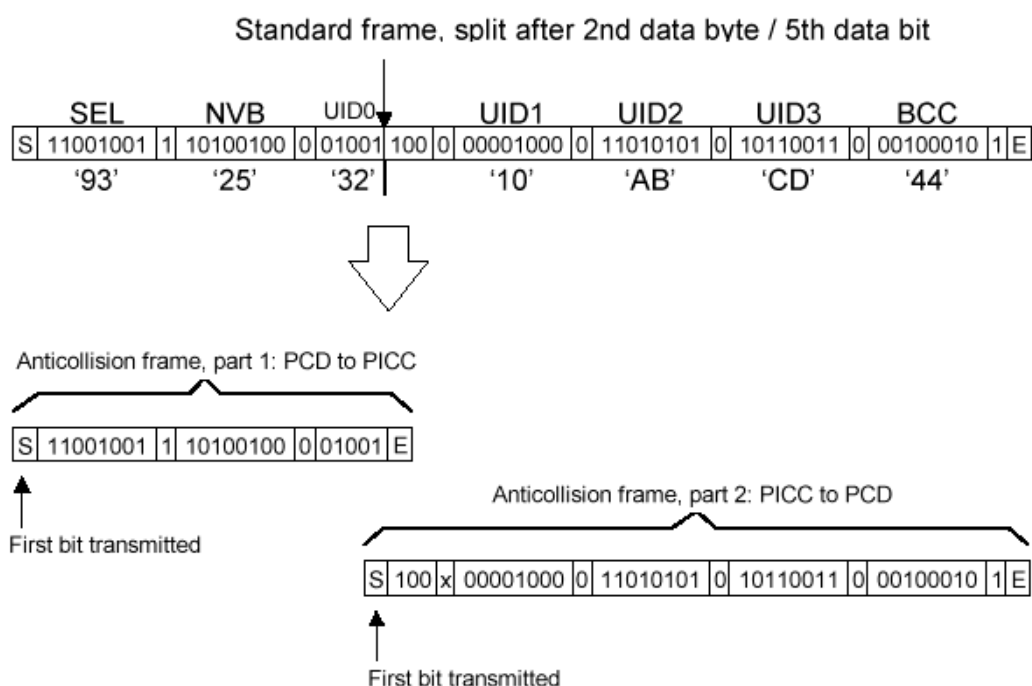 Standard frame, split after 2nd data byte / 5th data bit
SEL NVB UID0 UID1 UID2 UID3 BCC
S 11001001 1 10100100 0 01001 100 0 00001000 0 11010101 0 10110011 0 00100010 1 E
‘93’ ‘25’ ‘32’ ‘10’ ‘AB’ ‘CD’ ‘44’
Anticollision frame, part 1: PCD to PICC
S 11001001 1 10100100 0 01001 E
First bit transmitted
Anticollision frame, part 2: PICC to PCD
S 100 x 00001000 0 11010101 0 10110011 0 00100010 1 E
First bit transmitted